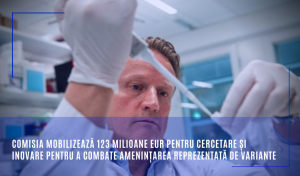 COMISIA MOBILIZEAZĂ 123 MILIOANE EUR PENTRU CERCETARE ȘI
INOVARE PENTRU A COMBATE AMENINȚAREA REPREZENTATĂ DE VARIANTE